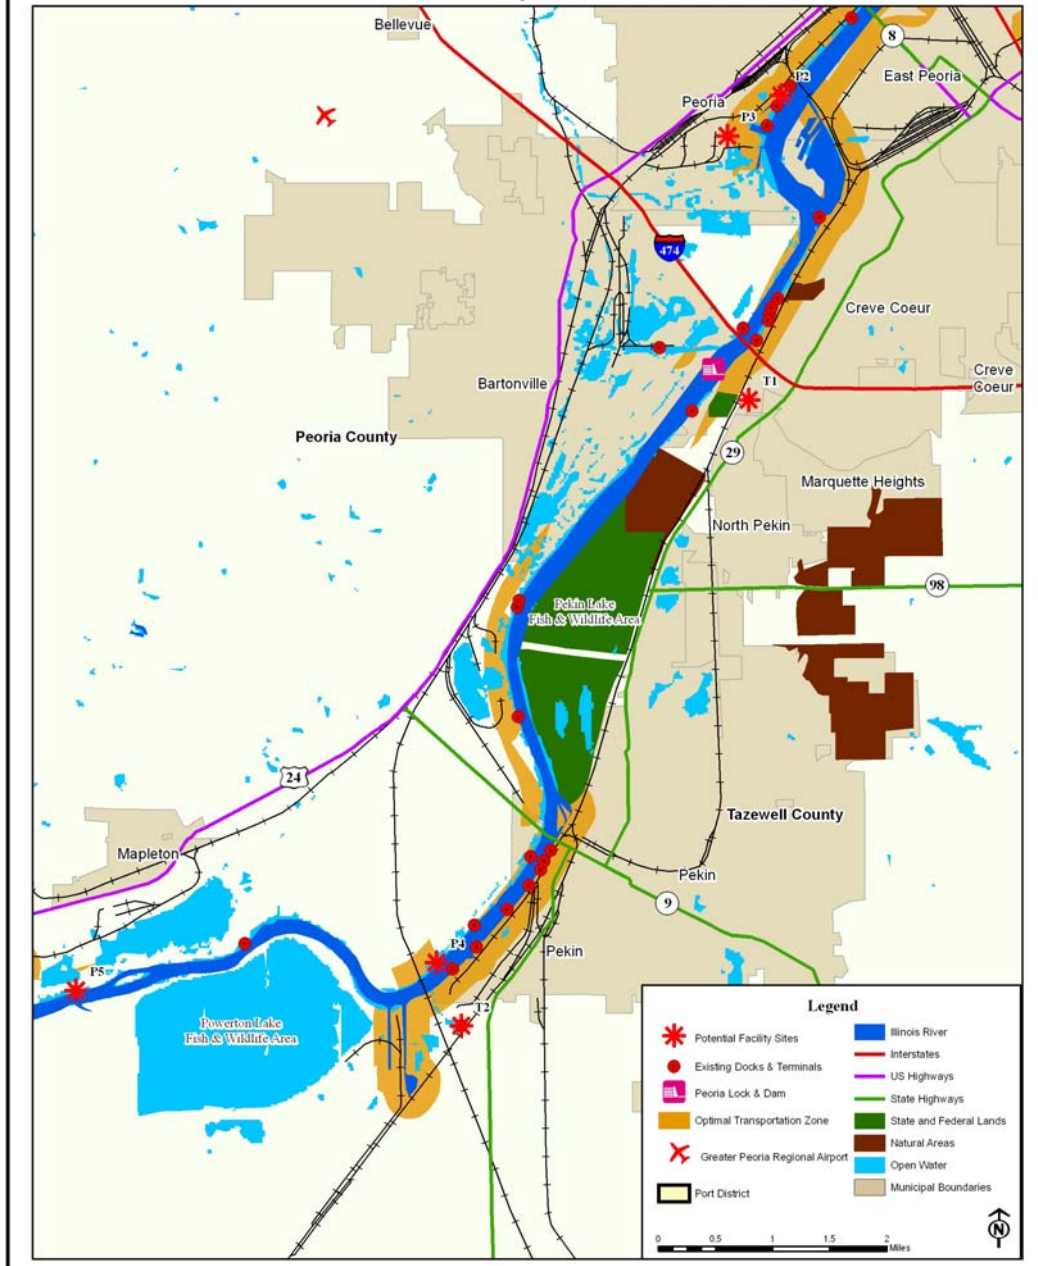 Bellevue
8
East Peoria
P2
Peoria
P3
474
Creve Coeur
Creve
Coeur
T1
Bartonville
Peoria County
29
Marquette Heights
North Pekin
98
Pekin Lake
Fish & Wildlife Area
24
Tazewell County
Mapleton
Pekin
9
P4
Pekin
P5
T2
Powerton Lake
Fish & Wildlife Area
Legend
Potential Facility Sites
Existing Docks & Terminals
Peoria Lock & Dam
Optimal Transportation Zone
Greater Peoria Regional Airport
Port District
Illinois River
Interstates
US Highways
State Highways
State and Federal Lands
Natural Areas
Open Water
Municipal Boundaries
N
0 0.5 1 1.5 2
Miles